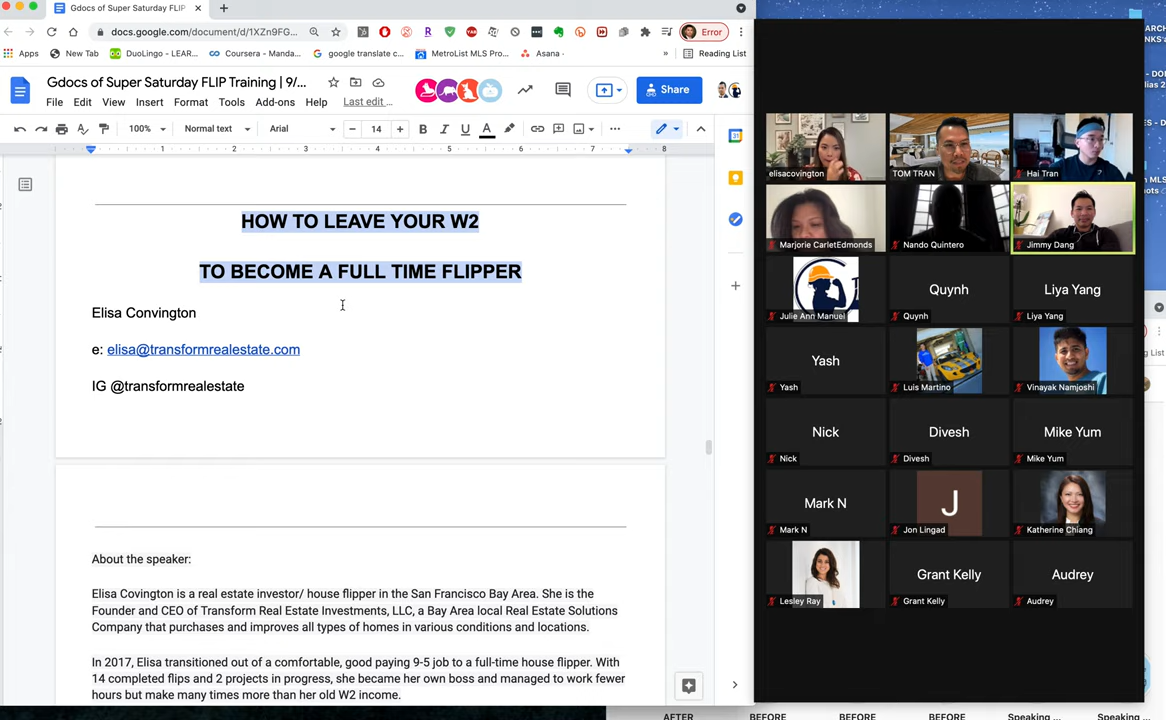 Gdocs of Super Saturday FLIP
docs.google.com/document/d/1XZn9FG...
Error
Apps
New Tab
DuoLingo - LEAR...
Coursera - Manda...
google translate c...
MetroList MLS Pro...
Asana -
»
Reading List
Gdocs of Super Saturday FLIP Training | 9/...
File Edit View Insert Format Tools Add-ons Help Last edit ...
Share
100% Normal text Arial 14 B I U A
1 2 3 4 5 6 7 8
HOW TO LEAVE YOUR W2
TO BECOME A FULL TIME FLIPPER
Elisa Convington
e: elisa@transformrealestate.com
IG @transformrealestate
About the speaker:
Elisa Covington is a real estate investor/ house flipper in the San Francisco Bay Area. She is the
Founder and CEO of Transform Real Estate Investments, LLC, a Bay Area local Real Estate Solutions
Company that purchases and improves all types of homes in various conditions and locations.
In 2017, Elisa transitioned out of a comfortable, good paying 9-5 job to a full-time house flipper. With
14 completed flips and 2 projects in progress, she became her own boss and managed to work fewer
hours but make many times more than her old W2 income.
elisacovington
TOM TRAN
Hai Tran
Marjorie CarletEdmonds
Nando Quintero
Jimmy Dang
Julie Ann Manuel
Quynh
Quynh
Liya Yang
Liya Yang
Yash
Yash
Luis Martino
Vinayak Namjoshi
Nick
Nick
Divesh
Divesh
Mike Yum
Mike Yum
Mark N
Mark N
J
Jon Lingad
Katherine Chiang
Lesley Ray
Grant Kelly
Grant Kelly
Audrey
Audrey
AFTER
BEFORE
BEFORE
BEFORE
Speaking ...
Speaking ...